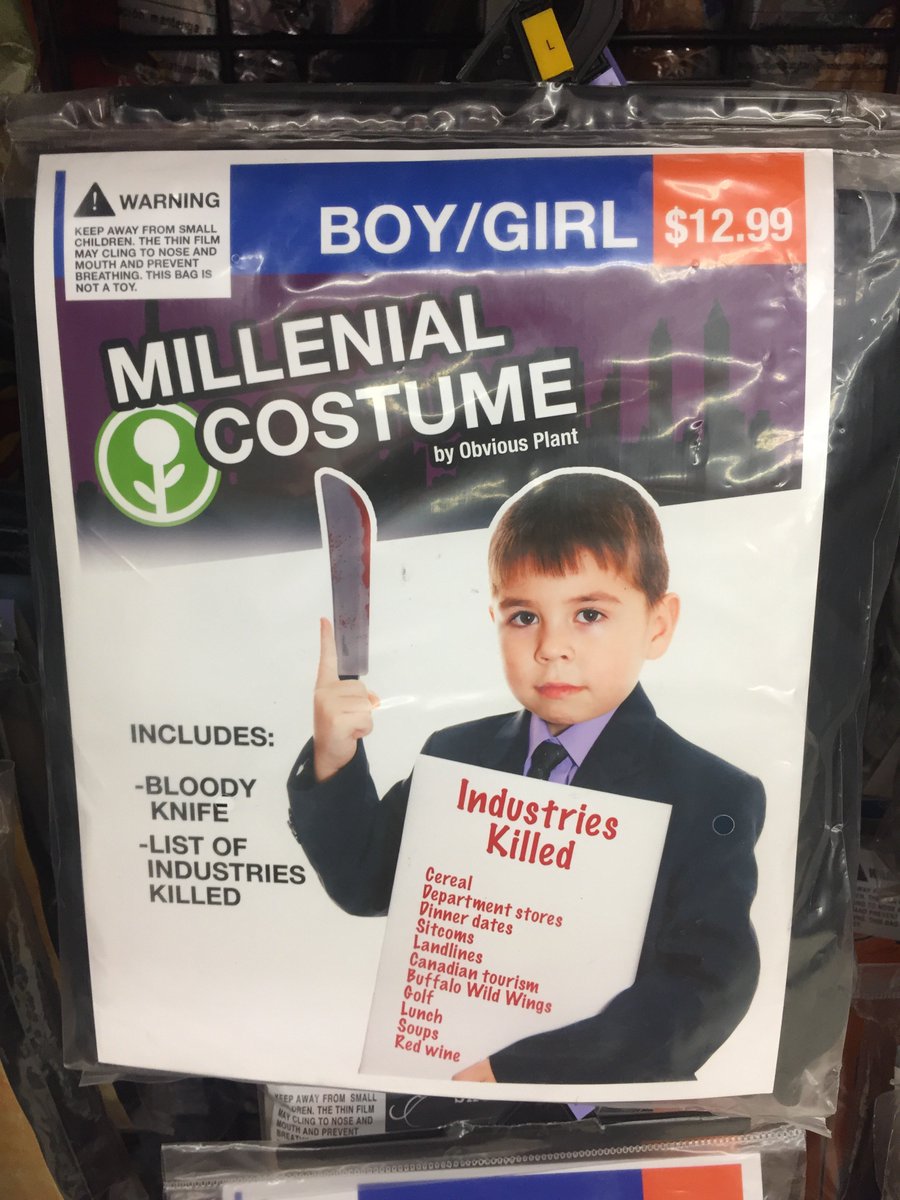 L
WARNING
KEEP AWAY FROM SMALL
CHILDREN. THE THIN FILM
MAY CLING TO NOSE AND
MOUTH AND PREVENT
BREATHING. THIS BAG IS
NOT A TOY.
BOY/GIRL
$12.99
MILLENIAL
COSTUME
by Obvious Plant
INCLUDES:
-BLOODY
KNIFE
-LIST OF
INDUSTRIES
KILLED
Industries
Killed
Cereal
Department stores
Dinner dates
Sitcoms
Landlines
Canadian tourism
Buffalo Wild Wings
Golf
Lunch
Soups
Red wine
KEEP AWAY FROM SMALL
THE THIN FILM
MAY CLING TO NOSE
MOUTH AND PREVENT